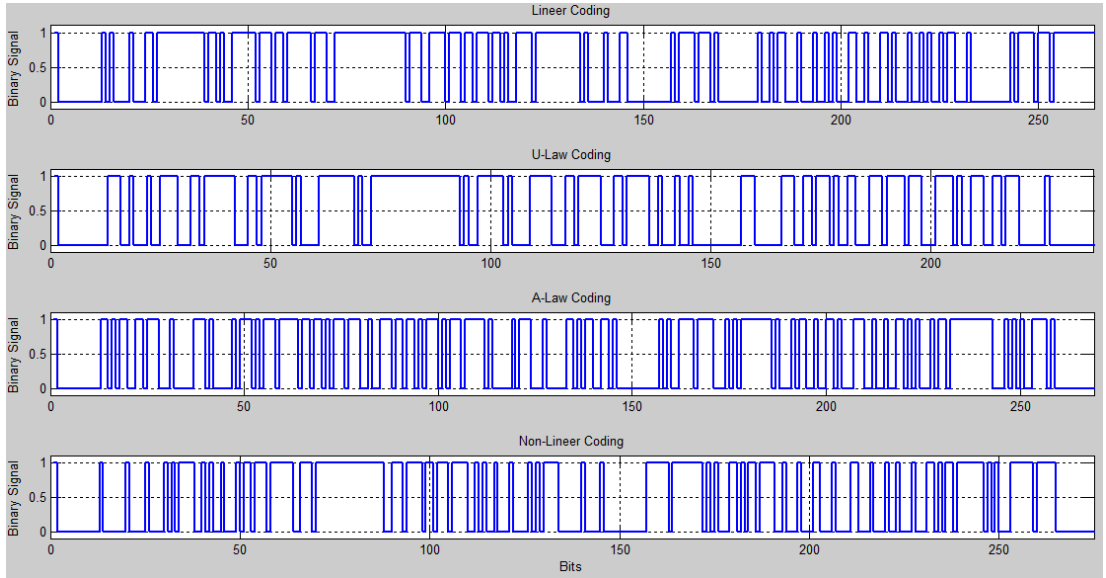 Lineer Coding
Binary Signal
1
0.5
0
0 50 100 150 200 250
U-Law Coding
Binary Signal
1
0.5
0
0 50 100 150 200
A-Law Coding
Binary Signal
1
0.5
0
0 50 100 150 200 250
Non-Lineer Coding
Binary Signal
1
0.5
0
0 50 100 150 200 250
Bits